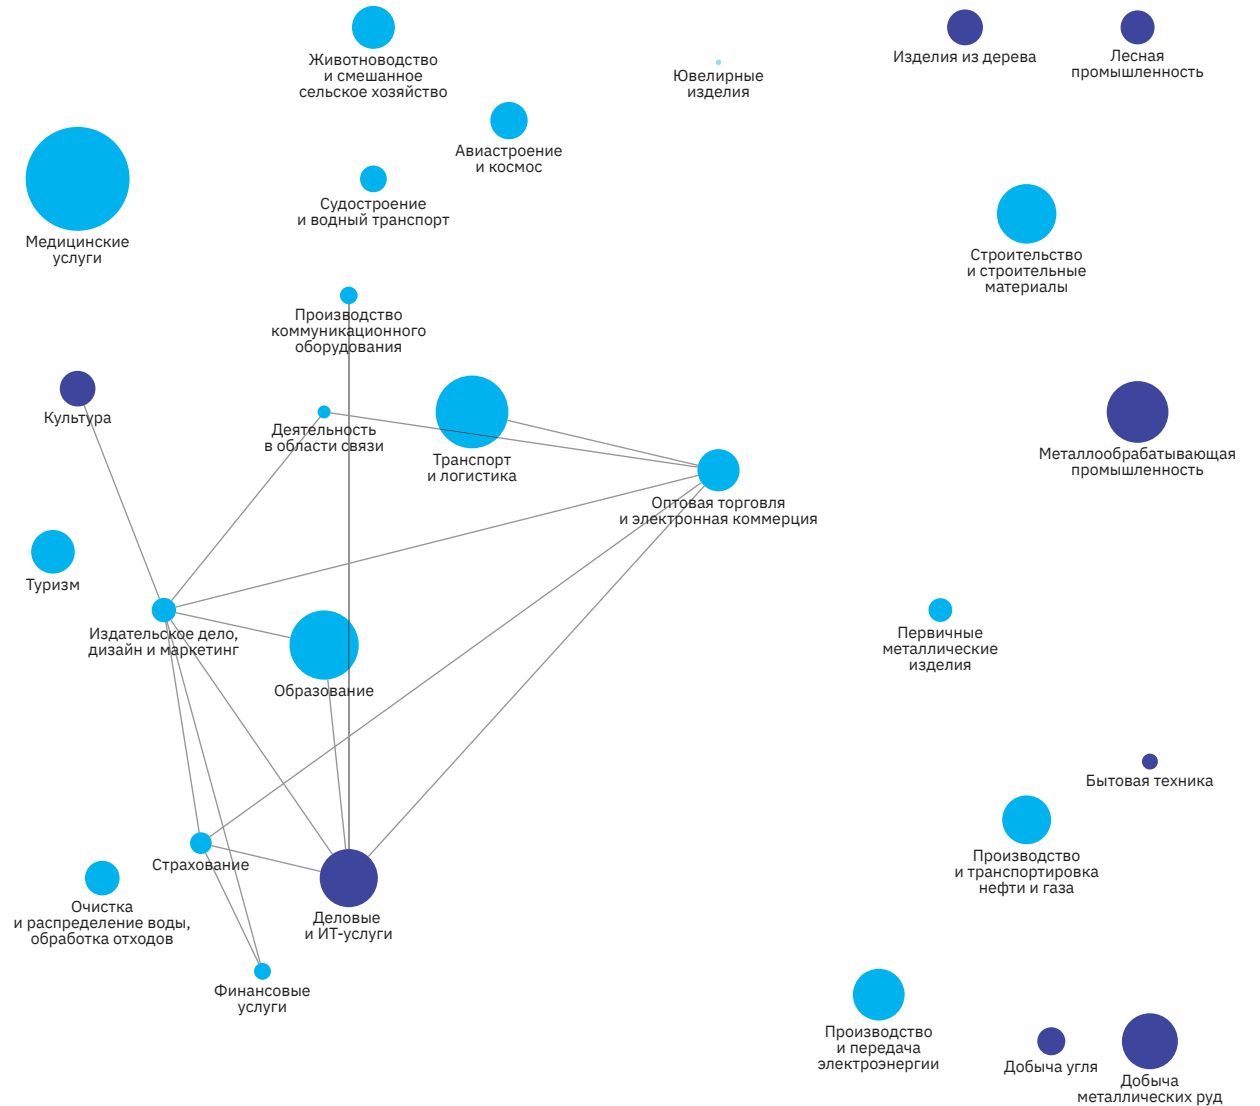 Животноводство
и смешанное
сельское хозяйство
Ювелирные
изделия
Изделия из дерева
Лесная
промышленность
Авиастроение
и космос
Судостроение
и водный транспорт
Медицинские
услуги
Строительство
и строительные
материалы
Производство
коммуникационного
оборудования
Культура
Деятельность
в области связи
Транспорт
и логистика
Металлообрабатывающая
промышленность
Оптовая торговля
и электронная коммерция
Туризм
Издательское дело,
дизайн и маркетинг
Первичные
металлические
изделия
Образование
Бытовая техника
Страхование
Производство
и транспортировка
нефти и газа
Очистка
и распределение воды,
обработка отходов
Деловые
и ИТ-услуги
Финансовые
услуги
Производство
и передача
электроэнергии
Добыча угля
Добыча
металлических руд